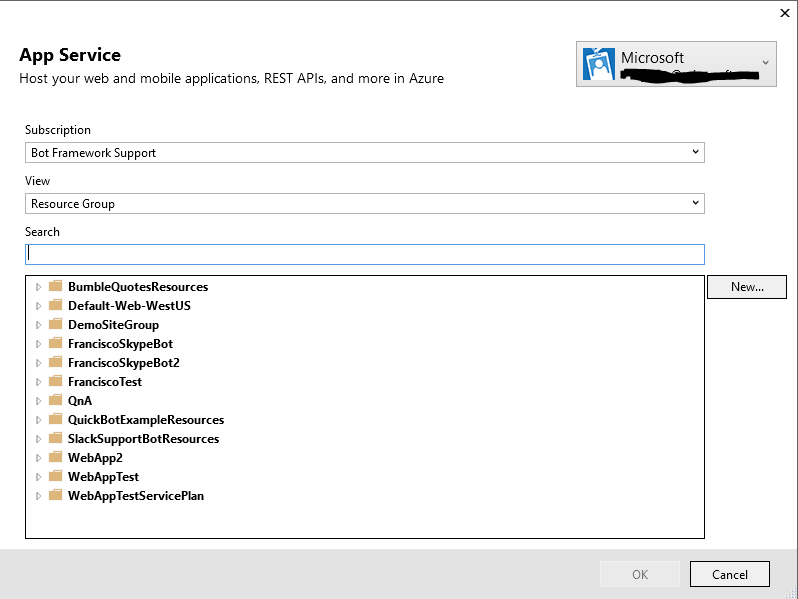 App Service
Host your web and mobile applications, REST APIs, and more in Azure
Microsoft
Subscription
Bot Framework Support
View
Resource Group
Search
BumbleQuotesResources
Default-Web-WestUS
DemoSiteGroup
FranciscoSkypeBot
FranciscoSkypeBot2
FranciscoTest
QnA
QuickBotExampleResources
SlackSupportBotResources
WebApp2
WebAppTest
WebAppTestServicePlan
New...
OK
Cancel